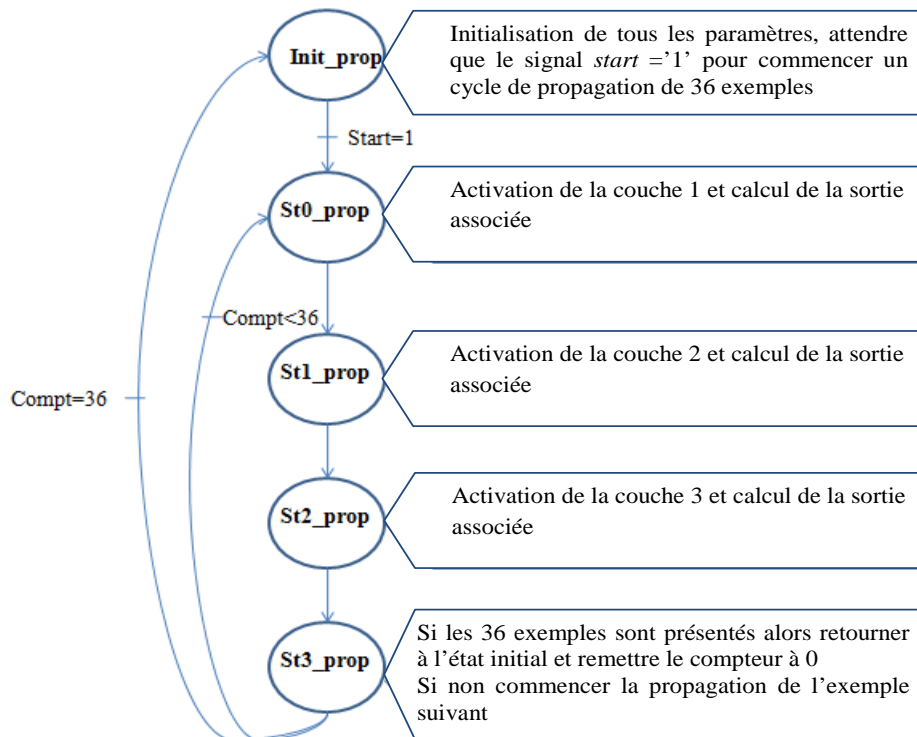 Init_prop
Initialisation de tous les paramètres, attendre
que le signal start =’1’ pour commencer un
cycle de propagation de 36 exemples
Start=1
St0_prop
Activation de la couche 1 et calcul de la sortie
associée
Compt<36
St1_prop
Activation de la couche 2 et calcul de la sortie
associée
Compt=36
St2_prop
Activation de la couche 3 et calcul de la sortie
associée
St3_prop
Si les 36 exemples sont présentés alors retourner
à l’état initial et remettre le compteur à 0
Si non commencer la propagation de l’exemple
suivant